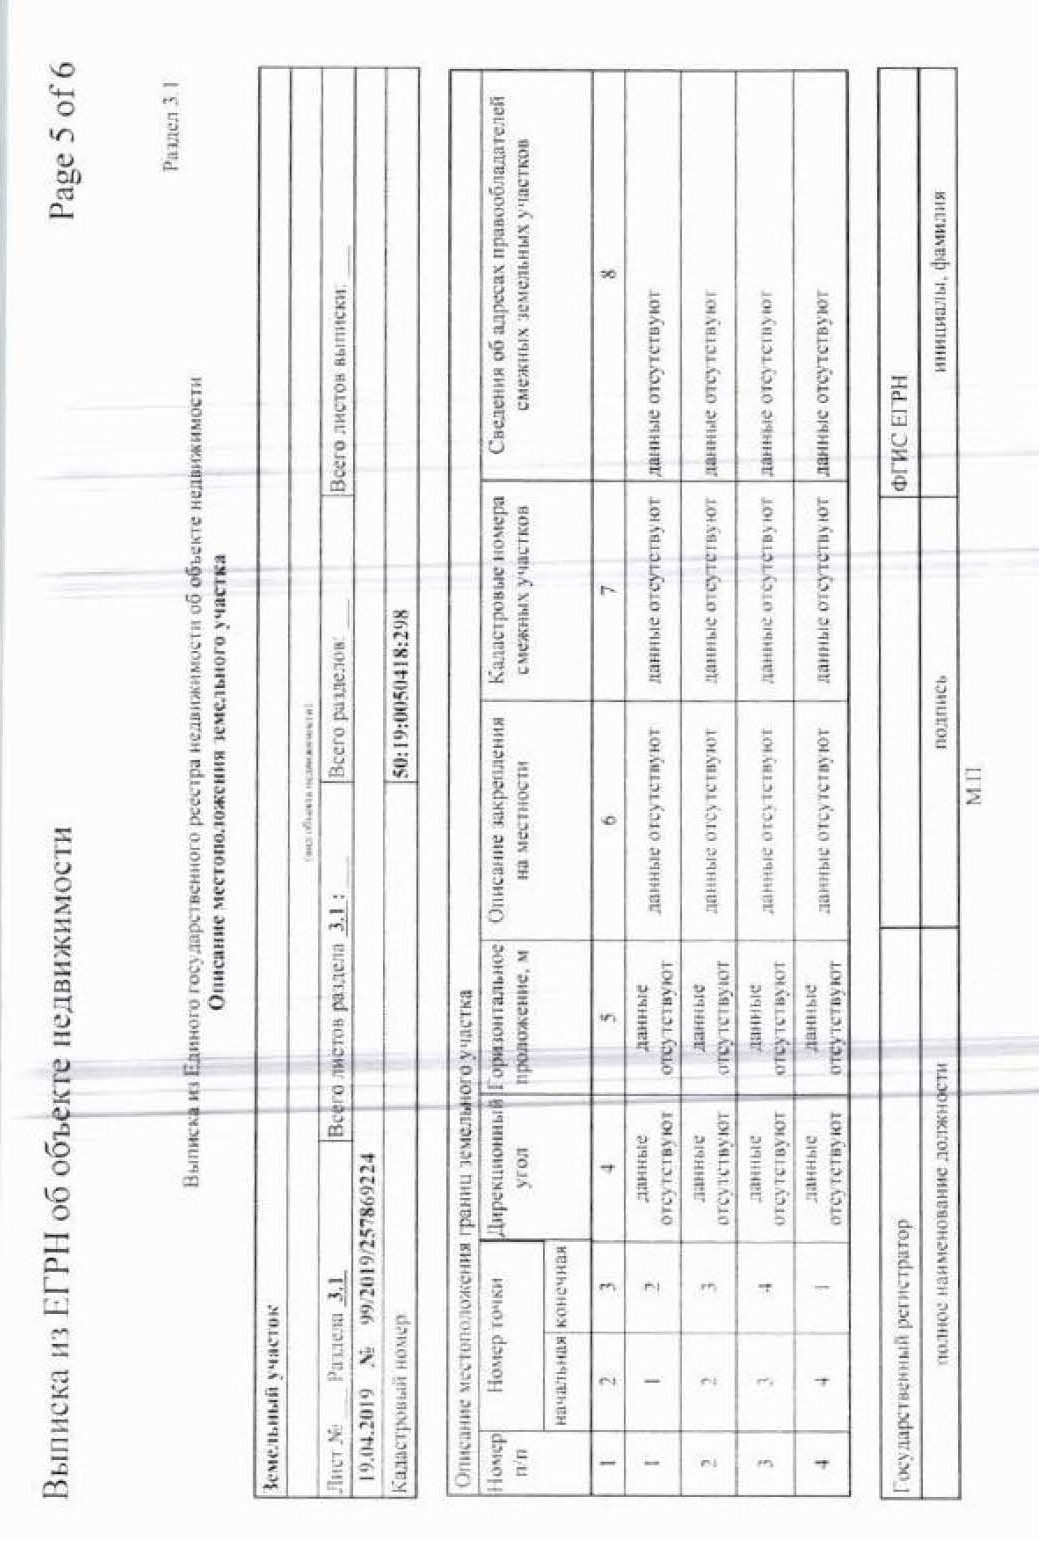 Выписка из ЕГРН об объекте недвижимости Page 5 of 6
Раздел 3.1
Выписка из Единого государственного реестра недвижимости об объекте недвижимости
Описание местоположения земельного участка
Земельный участок
(вид объекта недвижимости)
Лист № ___ Раздела 3.1 Всего листов раздела 3.1 : ___ Всего разделов: ___ Всего листов выписки: ___
19.04.2019 № 99/2019/257869224
Кадастровый номер 50:19:0050418:298
Описание местоположения границ земельного участка
Номер п/п Номер точки Дирекционный угол Горизонтальное проложение, м Описание закрепления на местности Кадастровые номера смежных участков Сведения об адресах правообладателей смежных земельных участков
начальная конечная
1 2 3 4 5 6 7 8
1 1 2 данные отсутствуют данные отсутствуют данные отсутствуют данные отсутствуют данные отсутствуют
2 2 3 данные отсутствуют данные отсутствуют данные отсутствуют данные отсутствуют данные отсутствуют
3 3 4 данные отсутствуют данные отсутствуют данные отсутствуют данные отсутствуют данные отсутствуют
4 4 1 данные отсутствуют данные отсутствуют данные отсутствуют данные отсутствуют данные отсутствуют
Государственный регистратор ФГИС ЕГРН
полное наименование должности подпись инициалы, фамилия
М.П